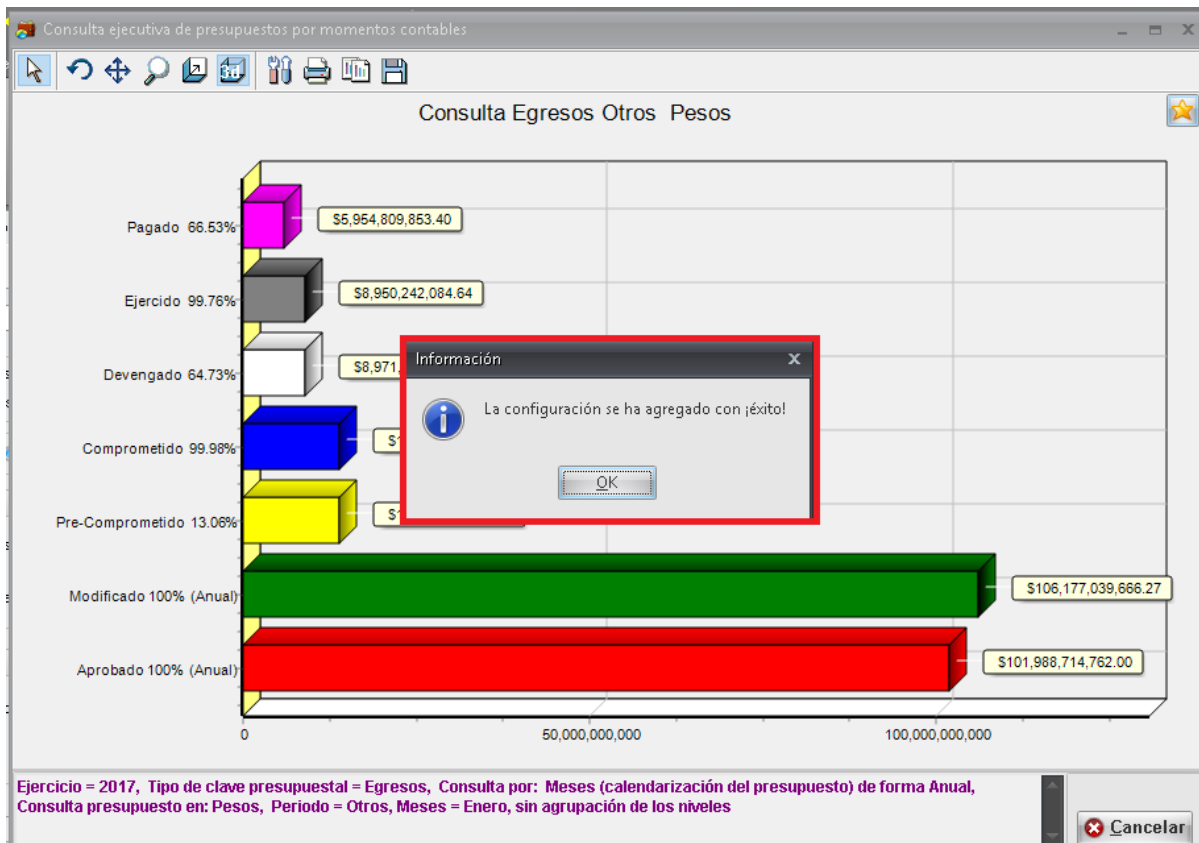 Consulta ejecutiva de presupuestos por momentos contables
3d
Consulta Egresos Otros Pesos
Pagado 66.53%
$5,954,809,853.40
Ejercido 99.76%
$8,950,242,084.64
Devengado 64.73%
$8,971,
Comprometido 99.98%
$1
Pre-Comprometido 13.06%
$1
Modificado 100% (Anual)
$106,177,039,666.27
Aprobado 100% (Anual)
$101,988,714,762.00
0
50,000,000,000
100,000,000,000
Información
x
La configuración se ha agregado con ¡éxito!
OK
Ejercicio = 2017, Tipo de clave presupuestal = Egresos, Consulta por: Meses (calendarización del presupuesto) de forma Anual,
Consulta presupuesto en: Pesos, Periodo = Otros, Meses = Enero, sin agrupación de los niveles
Cancelar